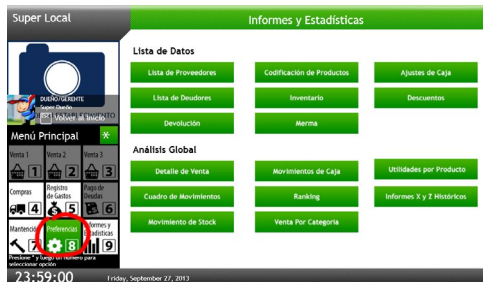 Super Local
Informes y Estadísticas
Lista de Datos
Lista de Proveedores
Codificación de Productos
Ajustes de Caja
Lista de Deudores
Inventario
Descuentos
Devolución
Merma
Análisis Global
Detalle de Venta
Movimientos de Caja
Utilidades por Producto
Cuadro de Movimientos
Ranking
Informes X y Z Históricos
Movimiento de Stock
Venta Por Categoria
DUEÑO/GERENTE
Super Dueño
ESC Volver al Inicio
Menú Principal *
Venta 1
Venta 2
Venta 3
1
2
3
Compras
Registro
de Gastos
Pago de
Deudas
4
5
6
Mantención
Preferencias
Informes y
Estadísticas
7
8
9
Presione * y luego un número para
seleccionar opción
23:59:00
Friday, September 27, 2013